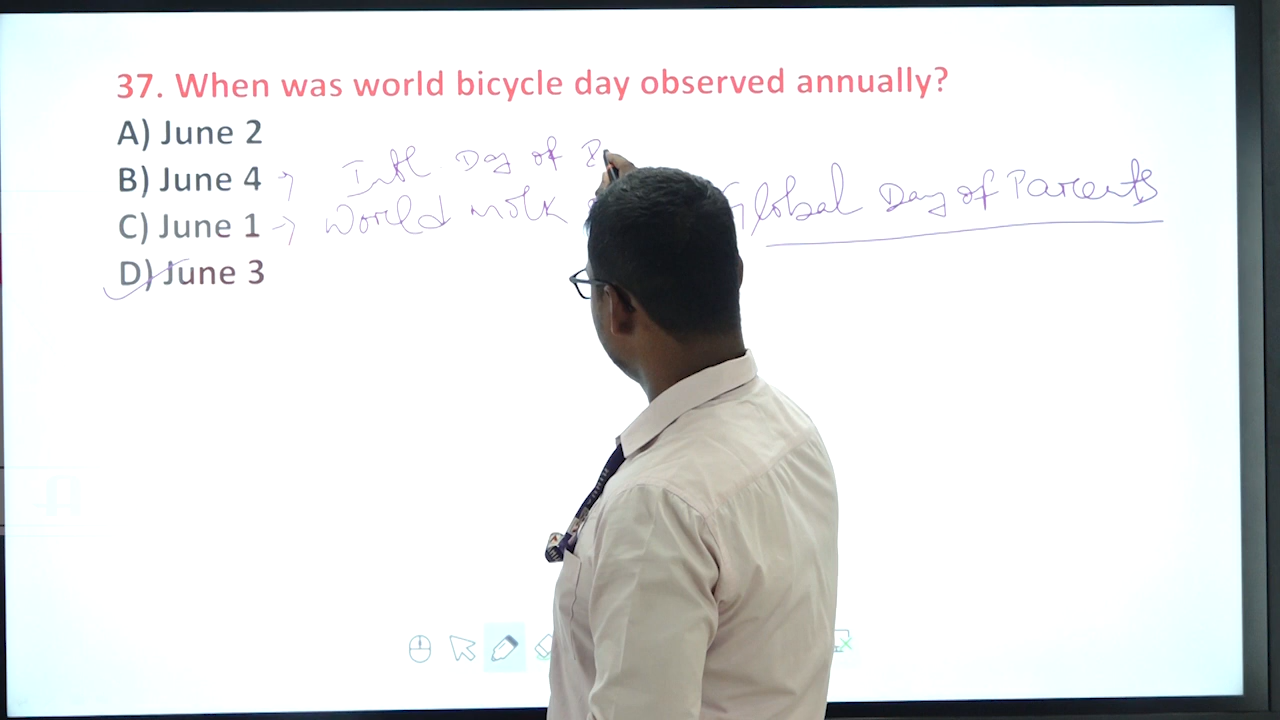 37. When was world bicycle day observed annually?
A) June 2
B) June 4 → Intl. Day of
C) June 1 → World milk Global Day of Parents
D) June 3